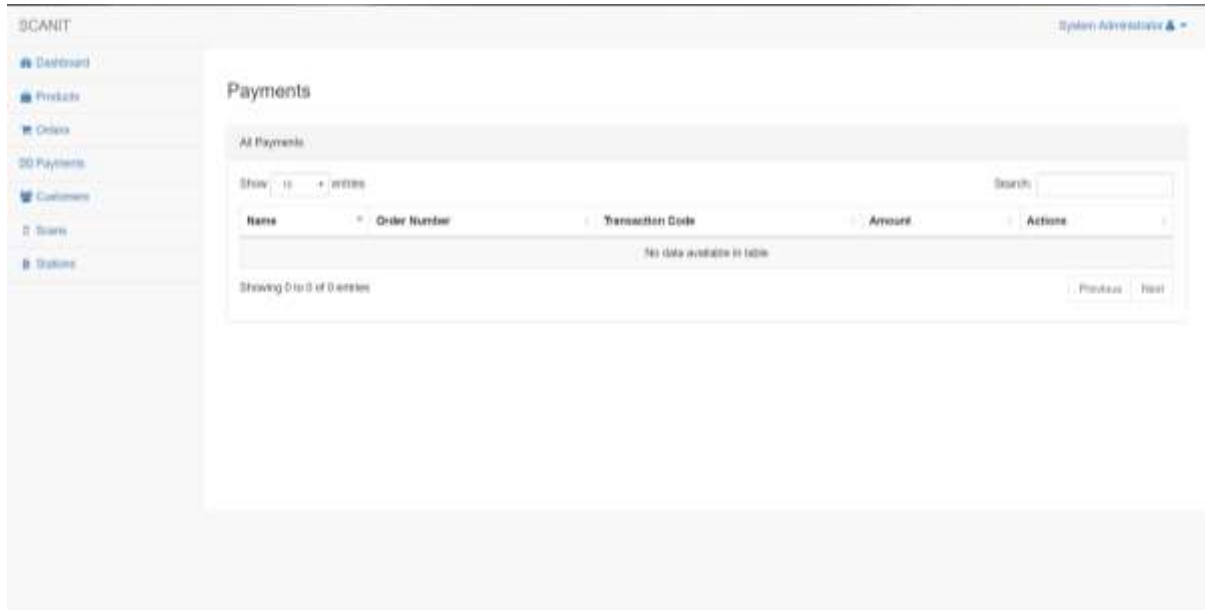 SCANIT
System Administrator
Dashboard
Products
Orders
Payments
Customers
Scans
Stations
Payments
All Payments
Show 10 entries
Search:
Name Order Number Transaction Code Amount Actions
No data available in table
Showing 0 to 0 of 0 entries
Previous Next